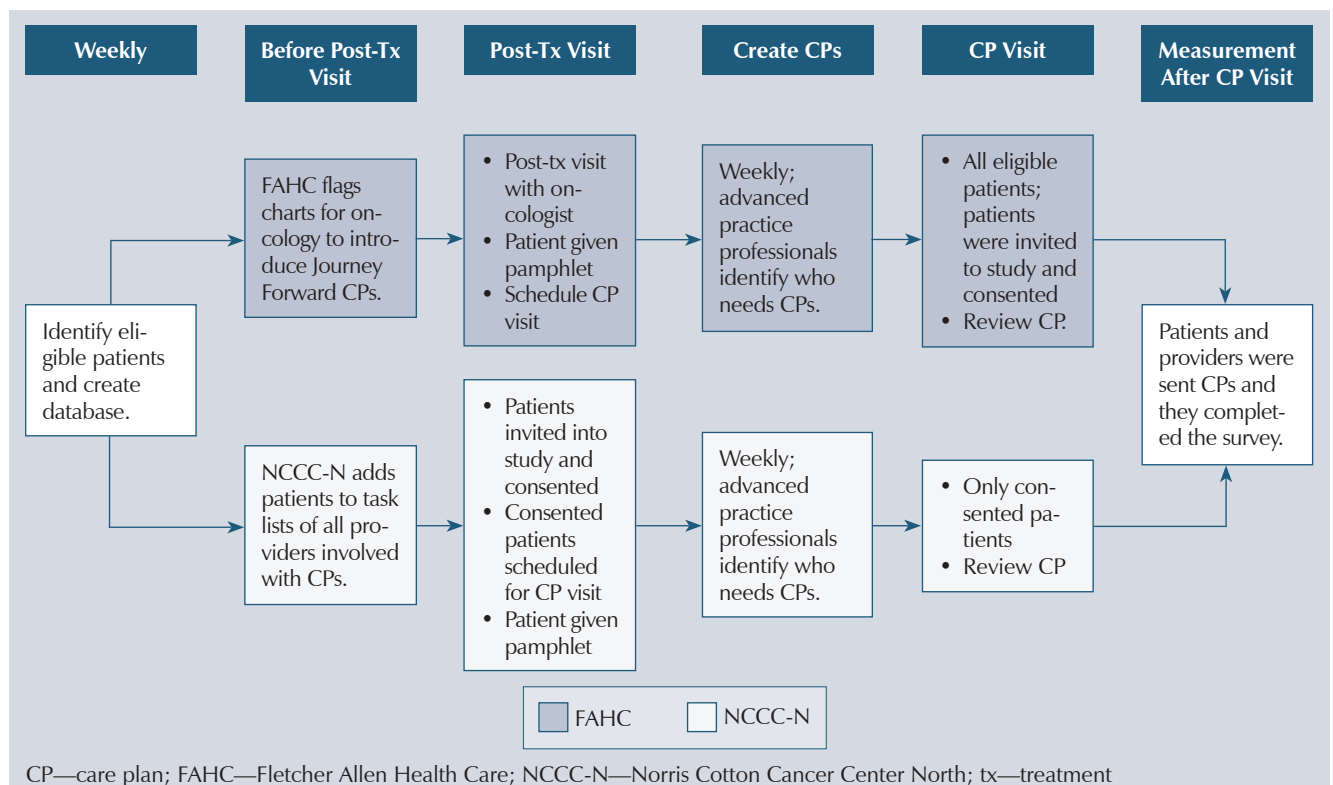 Weekly
Before Post-Tx
Visit
Post-Tx Visit
Create CPs
CP Visit
Measurement
After CP Visit
Identify eli-
gible patients
and create
database.
FAHC flags
charts for on-
cology to intro-
duce Journey
Forward CPs.
• Post-tx visit
with on-
cologist
• Patient given
pamphlet
• Schedule CP
visit
Weekly;
advanced
practice
professionals
identify who
needs CPs.
• All eligible
patients;
patients
were invited
to study and
consented
• Review CP.
NCCC-N adds
patients to task
lists of all pro-
viders involved
with CPs.
• Patients
invited into
study and
consented
• Consented
patients
scheduled
for CP visit
• Patient given
pamphlet
Weekly;
advanced
practice
professionals
identify who
needs CPs.
• Only con-
sented pa-
tients
• Review CP
Patients and
providers were
sent CPs and
they complet-
ed the survey.
FAHC
NCCC-N
CP—care plan; FAHC—Fletcher Allen Health Care; NCCC-N—Norris Cotton Cancer Center North; tx—treatment